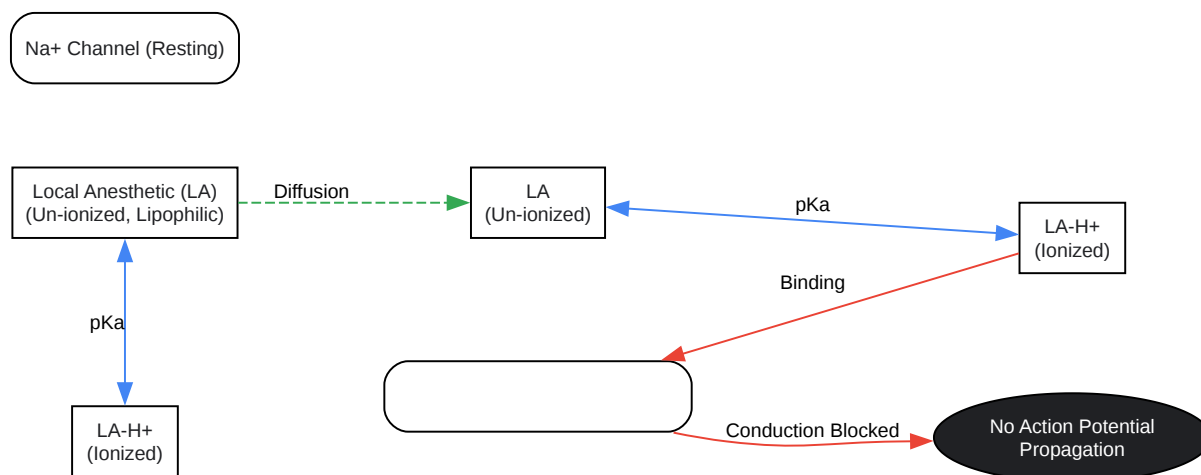 Na+ Channel (Resting)
Local Anesthetic (LA)
(Un-ionized, Lipophilic)
Diffusion
LA
(Un-ionized)
pKa
LA-H+
(Ionized)
Binding
pKa
LA-H+
(Ionized)
Conduction Blocked
No Action Potential
Propagation